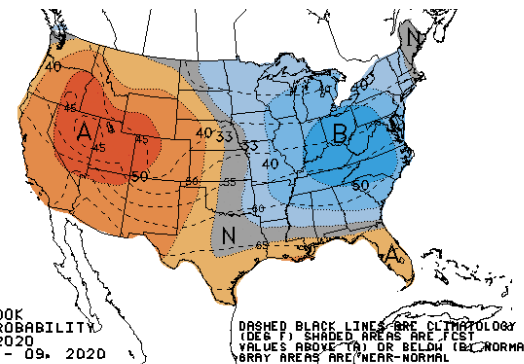 N
40
45
A
45
45
50
40
33
33
40
B
50
50
55
60
N
65
A
OOK
ROBABILITY
2020
- 09, 2020
DASHED BLACK LINES ARE CLIMATOLOGY
(DEG F) SHADED AREAS ARE FCST
VALUES ABOVE (A) OR BELOW (B) NORMA
GRAY AREAS ARE NEAR-NORMAL